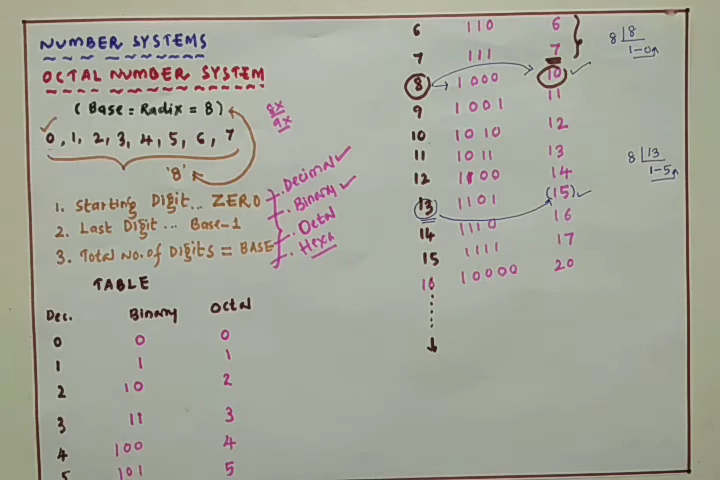 NUMBER SYSTEMS
OCTAL NUMBER SYSTEM
(Base = Radix = 8)
8x
9x
0, 1, 2, 3, 4, 5, 6, 7
'8'
1. Starting Digit... ZERO
2. Last Digit... Base-1
3. Total No. of Digits = BASE
. Decimal ✓
. Binary ✓
. Octal
. Hexa
TABLE
Dec. Binary Octal
0 0 0
1 1 1
2 10 2
3 11 3
4 100 4
5 101 5
6 110 6
7 111 7
8 1000 10 ✓
9 1001 11
10 1010 12
11 1011 13
12 1100 14
13 1101 (15) ✓
14 1110 16
15 1111 17
16 10000 20
8 8
1-0
8 13
1-5